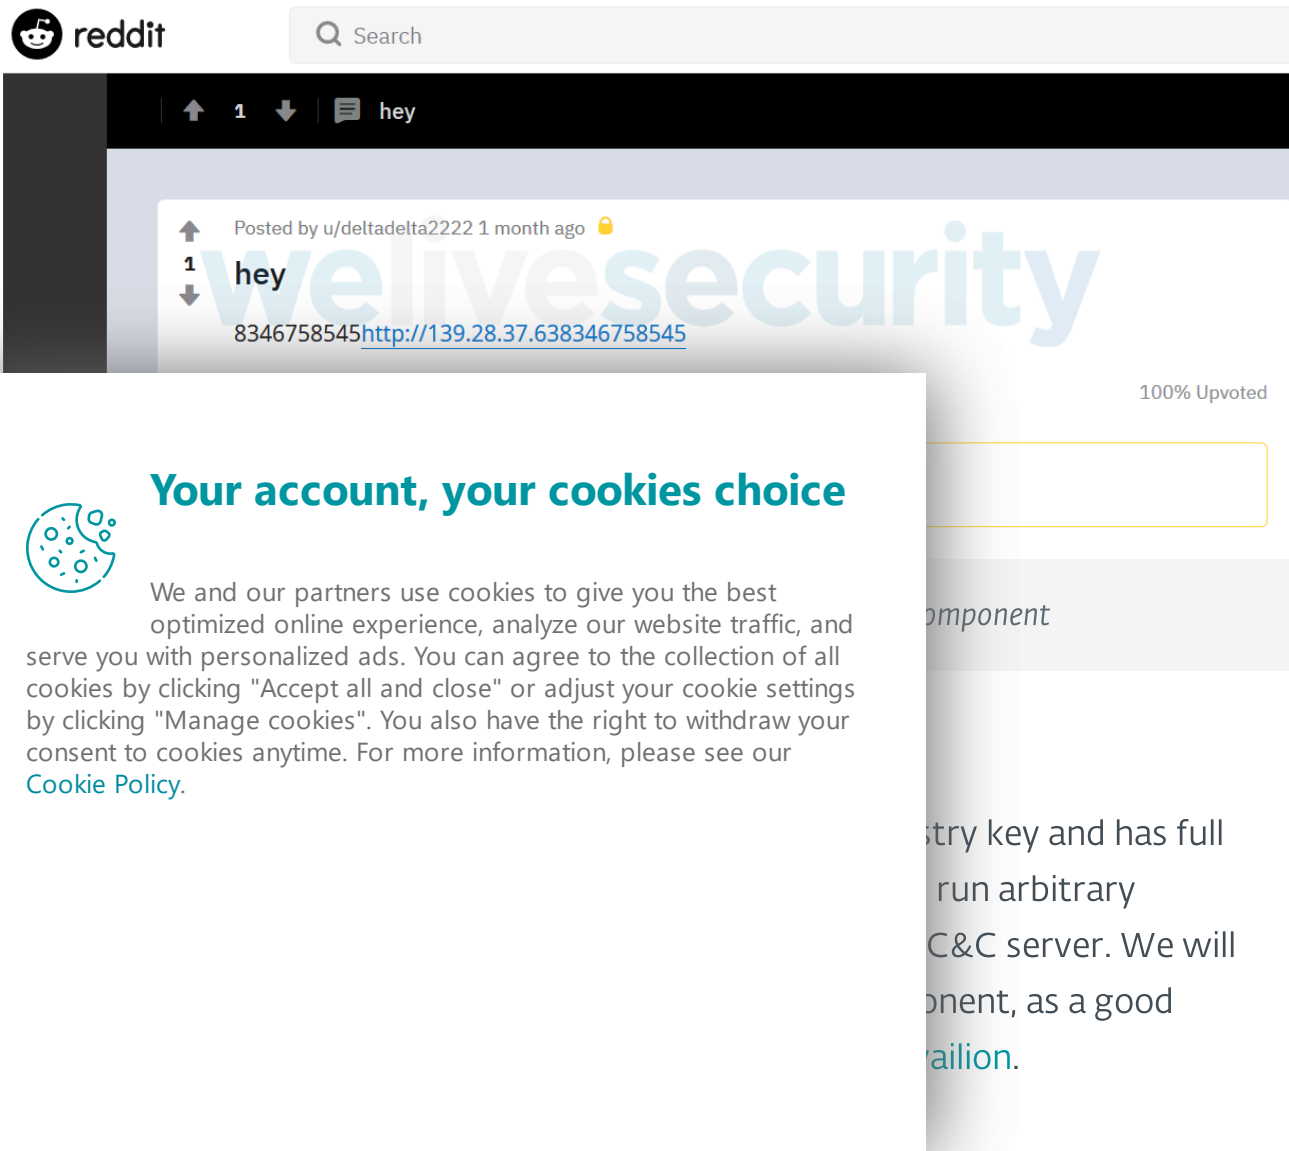 reddit
Search
1
hey
Posted by u/deltadelta2222 1 month ago
1
welivesecurity
hey
8346758545http://139.28.37.638346758545
100% Upvoted
Your account, your cookies choice
We and our partners use cookies to give you the best
optimized online experience, analyze our website traffic, and
serve you with personalized ads. You can agree to the collection of all
cookies by clicking "Accept all and close" or adjust your cookie settings
by clicking "Manage cookies". You also have the right to withdraw your
consent to cookies anytime. For more information, please see our
Cookie Policy.
key and has full
run arbitrary
C&C server. We will
as a good